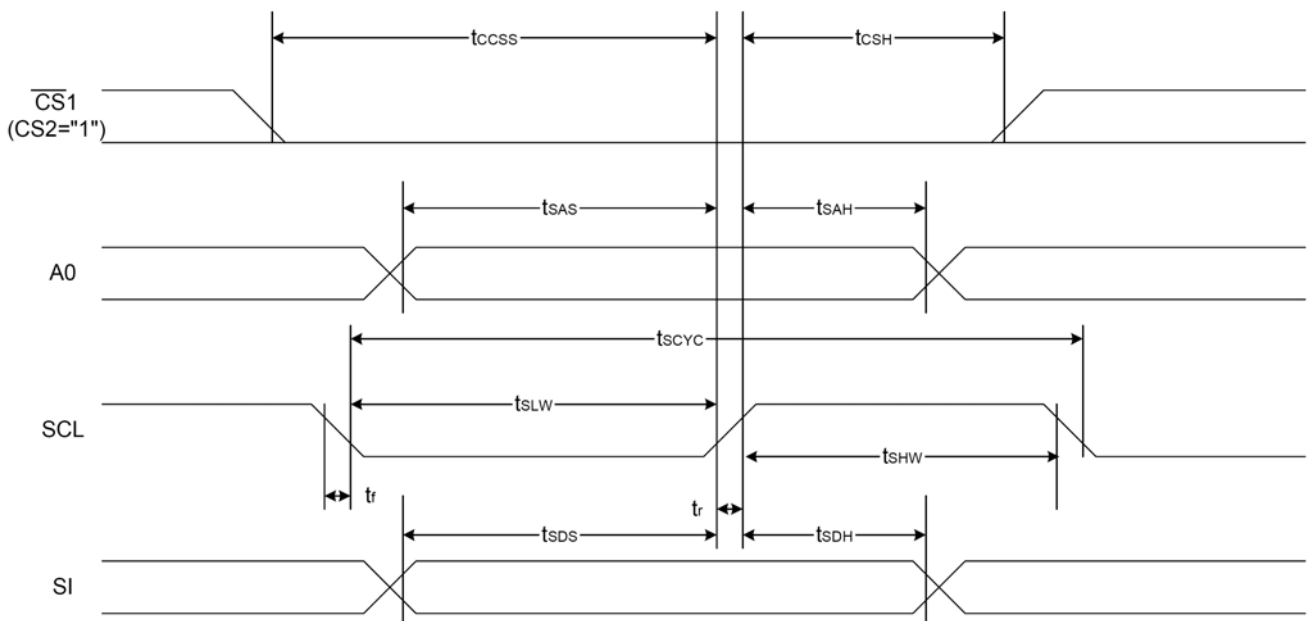 tCCSS
tCSH
CS1
(CS2="1")
tSAS
tSAH
A0
tSCYC
tSLW
SCL
tSHW
tf
tr
tSDS
tSDH
SI